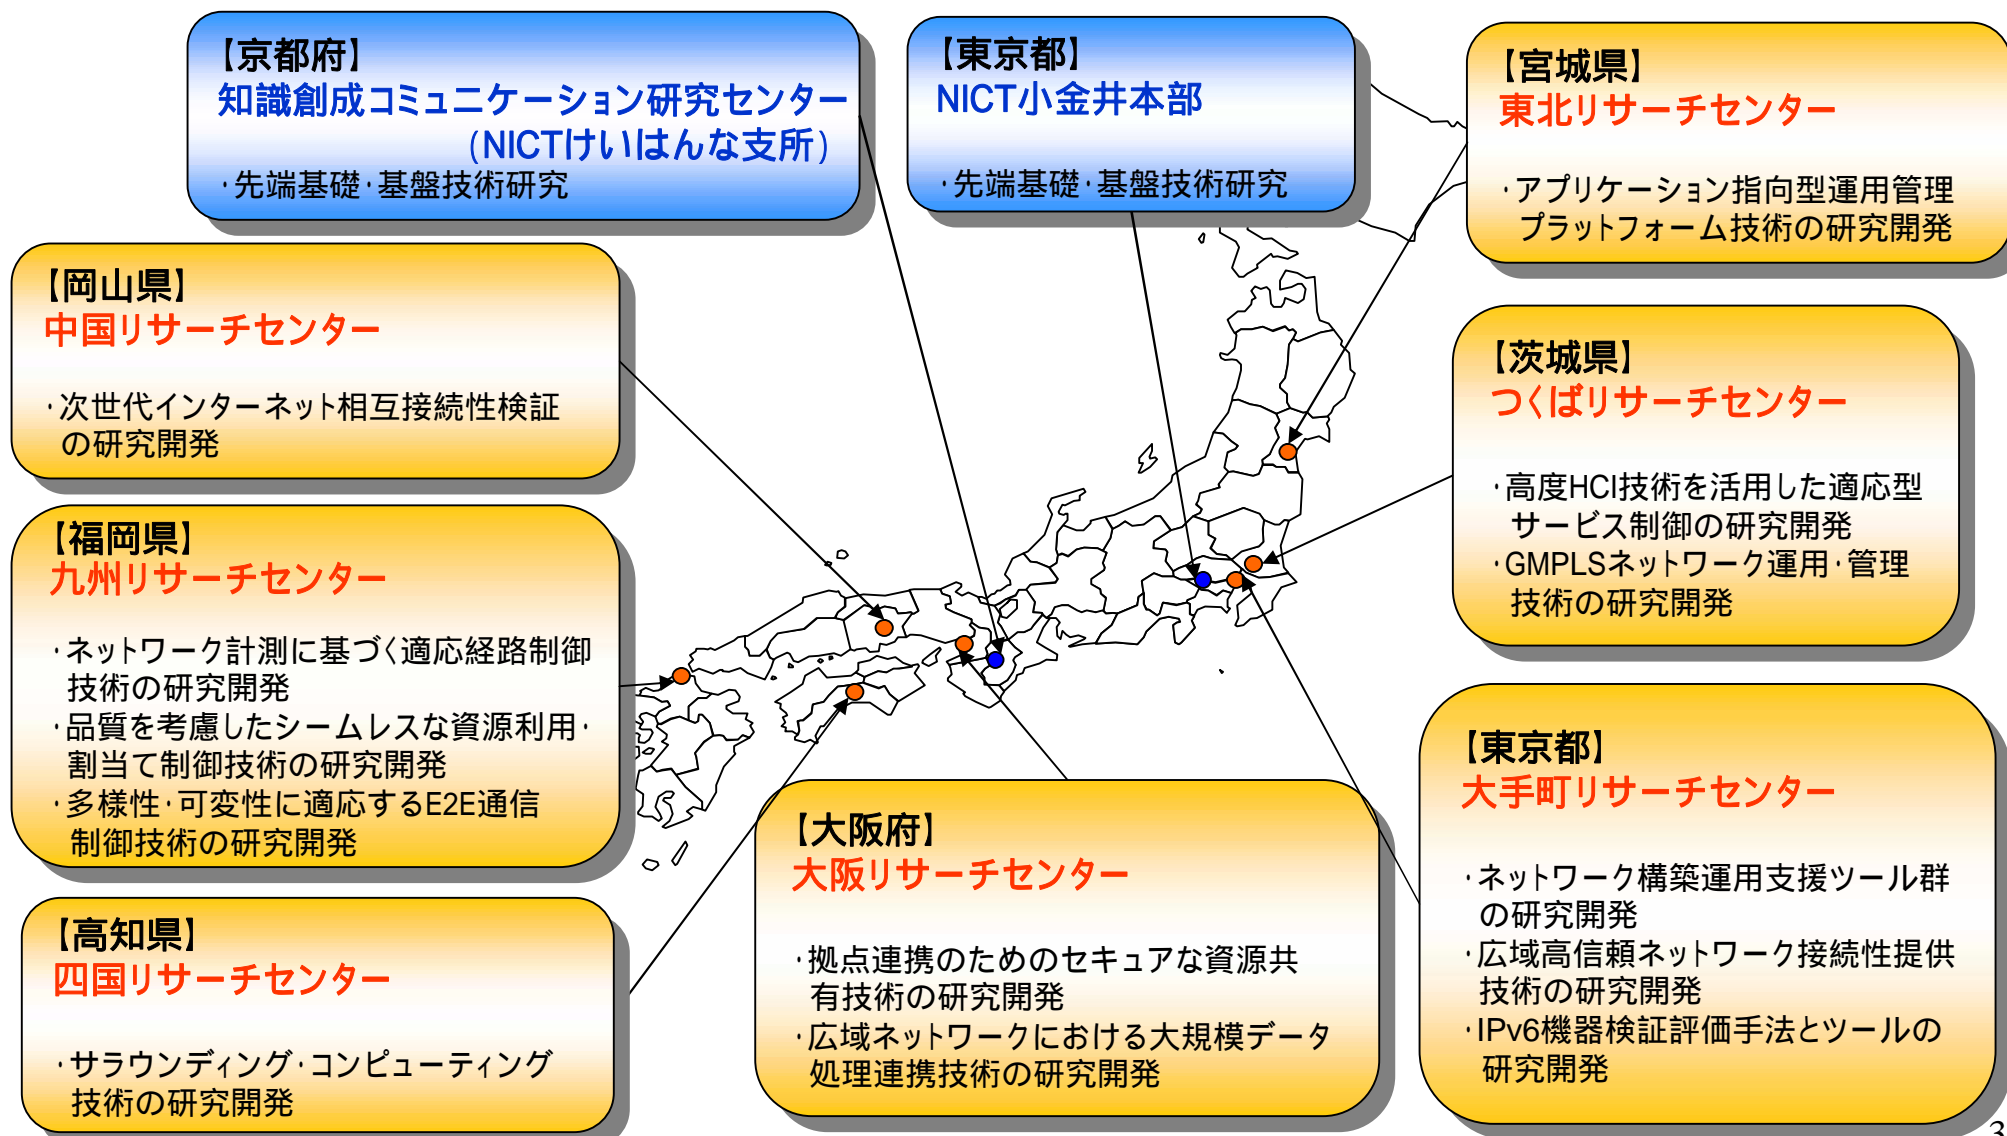 【京都府】
知識創成コミュニケーション研究センター
(NICTけいはんな支所)
・先端基礎・基盤技術研究
【東京都】
NICT小金井本部
・先端基礎・基盤技術研究
【宮城県】
東北リサーチセンター
・アプリケーション指向型運用管理
プラットフォーム技術の研究開発
【岡山県】
中国リサーチセンター
・次世代インターネット相互接続性検証
の研究開発
【茨城県】
つくばリサーチセンター
・高度HCI技術を活用した適応型
サービス制御の研究開発
・GMPLSネットワーク運用・管理
技術の研究開発
【福岡県】
九州リサーチセンター
・ネットワーク計測に基づく適応経路制御
技術の研究開発
・品質を考慮したシームレスな資源利用・
割当て制御技術の研究開発
・多様性・可変性に適応するE2E通信
制御技術の研究開発
【東京都】
大手町リサーチセンター
・ネットワーク構築運用支援ツール群
の研究開発
・広域高信頼ネットワーク接続性提供
技術の研究開発
・IPv6機器検証評価手法とツールの
研究開発
【大阪府】
大阪リサーチセンター
・拠点連携のためのセキュアな資源共
有技術の研究開発
・広域ネットワークにおける大規模データ
処理連携技術の研究開発
【高知県】
四国リサーチセンター
・サラウンディング・コンピューティング
技術の研究開発
3